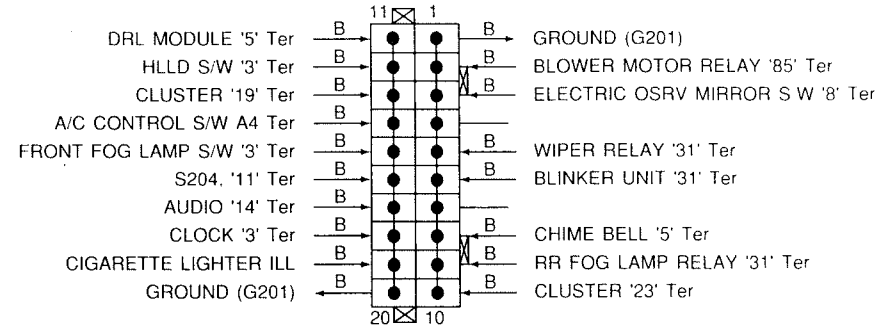 11 1
DRL MODULE '5' Ter B B GROUND (G201)
HLLD S/W '3' Ter B B BLOWER MOTOR RELAY '85' Ter
CLUSTER '19' Ter B B ELECTRIC OSRV MIRROR S W '8' Ter
A/C CONTROL S/W A4 Ter B
FRONT FOG LAMP S/W '3' Ter B B WIPER RELAY '31' Ter
S204, '11' Ter B B BLINKER UNIT '31' Ter
AUDIO '14' Ter B
CLOCK '3' Ter B B CHIME BELL '5' Ter
CIGARETTE LIGHTER ILL B B RR FOG LAMP RELAY '31' Ter
GROUND (G201) B B CLUSTER '23' Ter
20 10